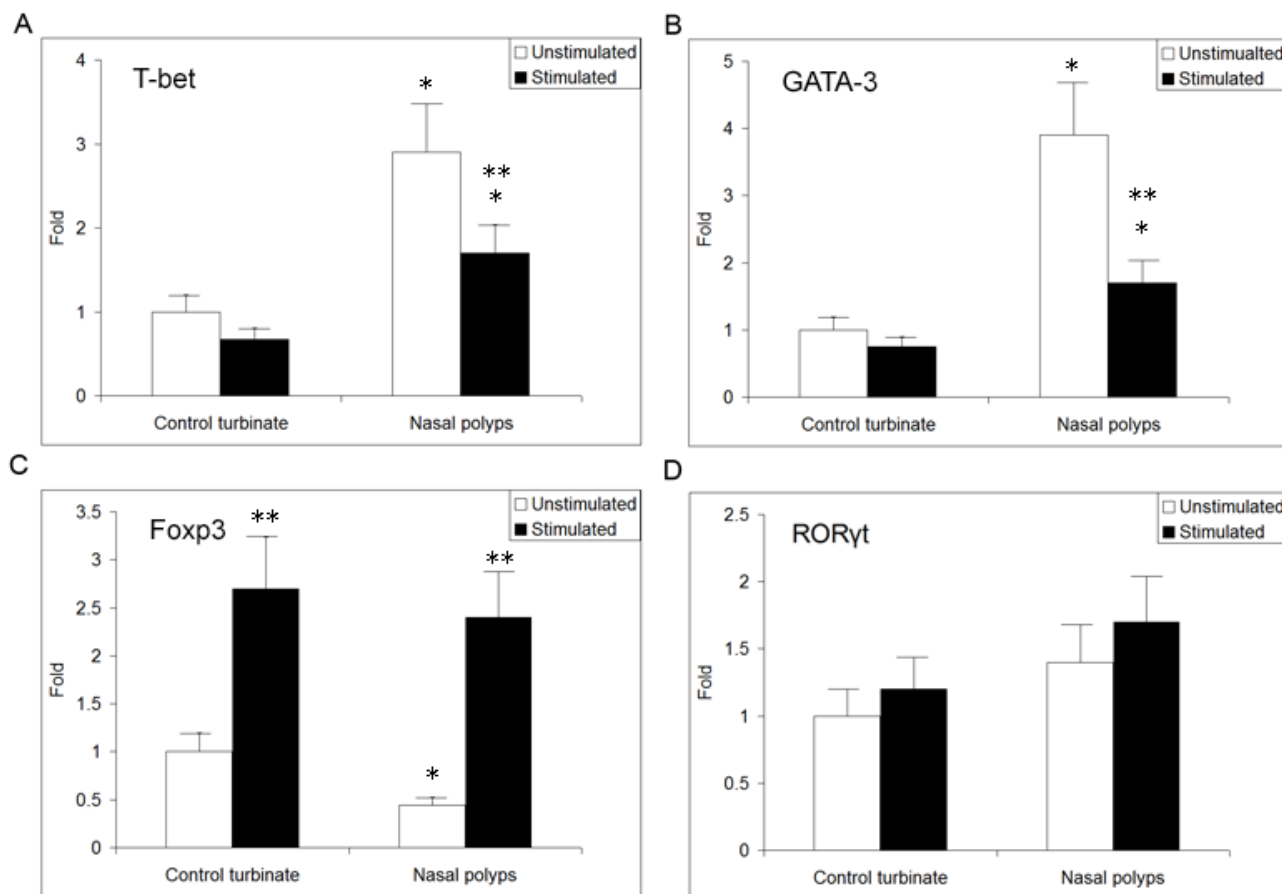 A
T-bet
Unstimulated
Stimulated
Fold
4
3
2
1
0
*
**
*
Control turbinate
Nasal polyps
B
GATA-3
Unstimualted
Stimulated
Fold
5
4
3
2
1
0
*
**
*
Control turbinate
Nasal polyps
C
Foxp3
Unstimulated
Stimulated
Fold
3.5
3
2.5
2
1.5
1
0.5
0
**
*
**
Control turbinate
Nasal polyps
D
RORγt
Unstimulated
Stimulated
Fold
2.5
2
1.5
1
0.5
0
Control turbinate
Nasal polyps